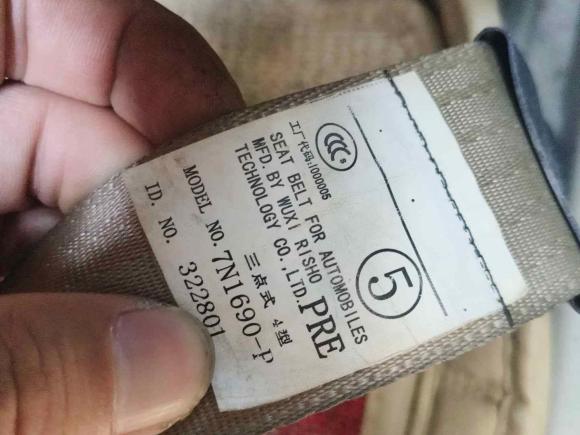 CCC
工厂代码:I000005
SEAT BELT FOR AUTOMOBILES
MFD. BY WUXI RISHO
TECHNOLOGY CO.,LTD.
5
PRE
三点式 4型
MODEL NO. 7N1690-P
ID. NO. 322801